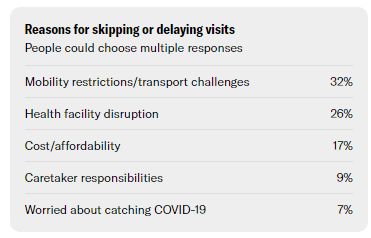 Reasons for skipping or delaying visits
People could choose multiple responses
Mobility restrictions/transport challenges 32%
Health facility disruption 26%
Cost/affordability 17%
Caretaker responsibilities 9%
Worried about catching COVID-19 7%